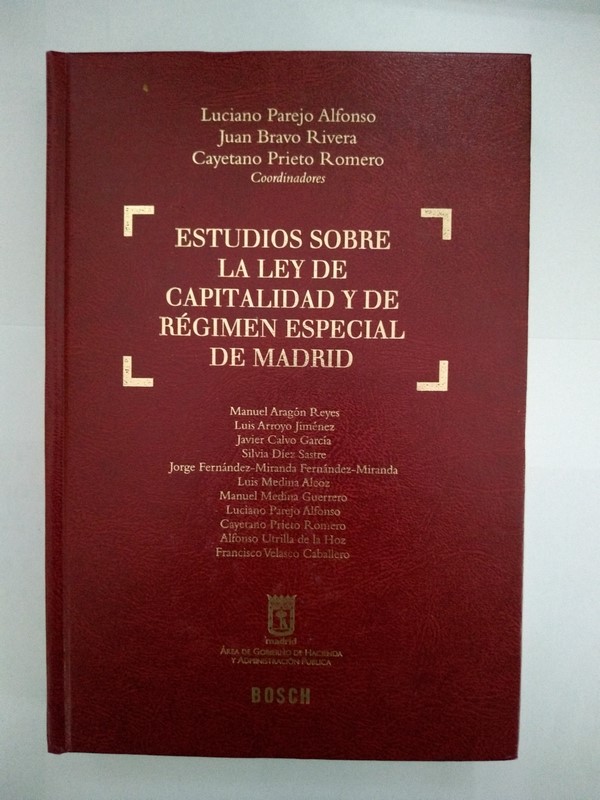 Luciano Parejo Alfonso
Juan Bravo Rivera
Cayetano Prieto Romero
Coordinadores
ESTUDIOS SOBRE
LA LEY DE
CAPITALIDAD Y DE
RÉGIMEN ESPECIAL
DE MADRID
Manuel Aragón Reyes
Luis Arroyo Jiménez
Javier Calvo García
Silvia Díez Sastre
Jorge Fernández-Miranda Fernández-Miranda
Luis Medina Alcoz
Manuel Medina Guerrero
Luciano Parejo Alfonso
Cayetano Prieto Romero
Alfonso Utrilla de la Hoz
Francisco Velasco Caballero
madrid
ÁREA DE GOBIERNO DE HACIENDA
Y ADMINISTRACIÓN PÚBLICA
BOSCH